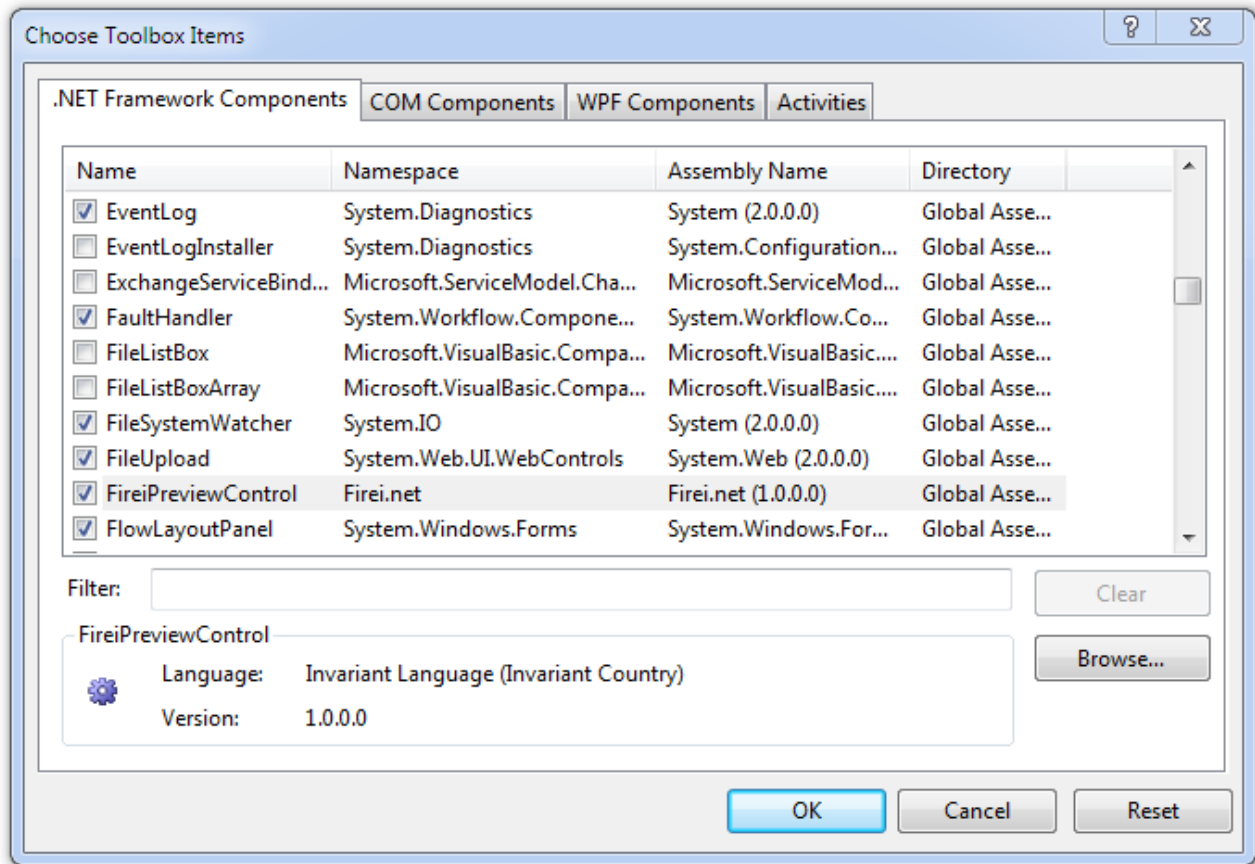 Choose Toolbox Items
.NET Framework Components COM Components WPF Components Activities
Name Namespace Assembly Name Directory
EventLog System.Diagnostics System (2.0.0.0) Global Asse...
EventLogInstaller System.Diagnostics System.Configuration... Global Asse...
ExchangeServiceBind... Microsoft.ServiceModel.Cha... Microsoft.ServiceMod... Global Asse...
FaultHandler System.Workflow.Compone... System.Workflow.Co... Global Asse...
FileListBox Microsoft.VisualBasic.Compa... Microsoft.VisualBasic.... Global Asse...
FileListBoxArray Microsoft.VisualBasic.Compa... Microsoft.VisualBasic.... Global Asse...
FileSystemWatcher System.IO System (2.0.0.0) Global Asse...
FileUpload System.Web.UI.WebControls System.Web (2.0.0.0) Global Asse...
FireiPreviewControl Firei.net Firei.net (1.0.0.0) Global Asse...
FlowLayoutPanel System.Windows.Forms System.Windows.For... Global Asse...
Filter: Clear
FireiPreviewControl
Browse...
Language: Invariant Language (Invariant Country)
Version: 1.0.0.0
OK Cancel Reset